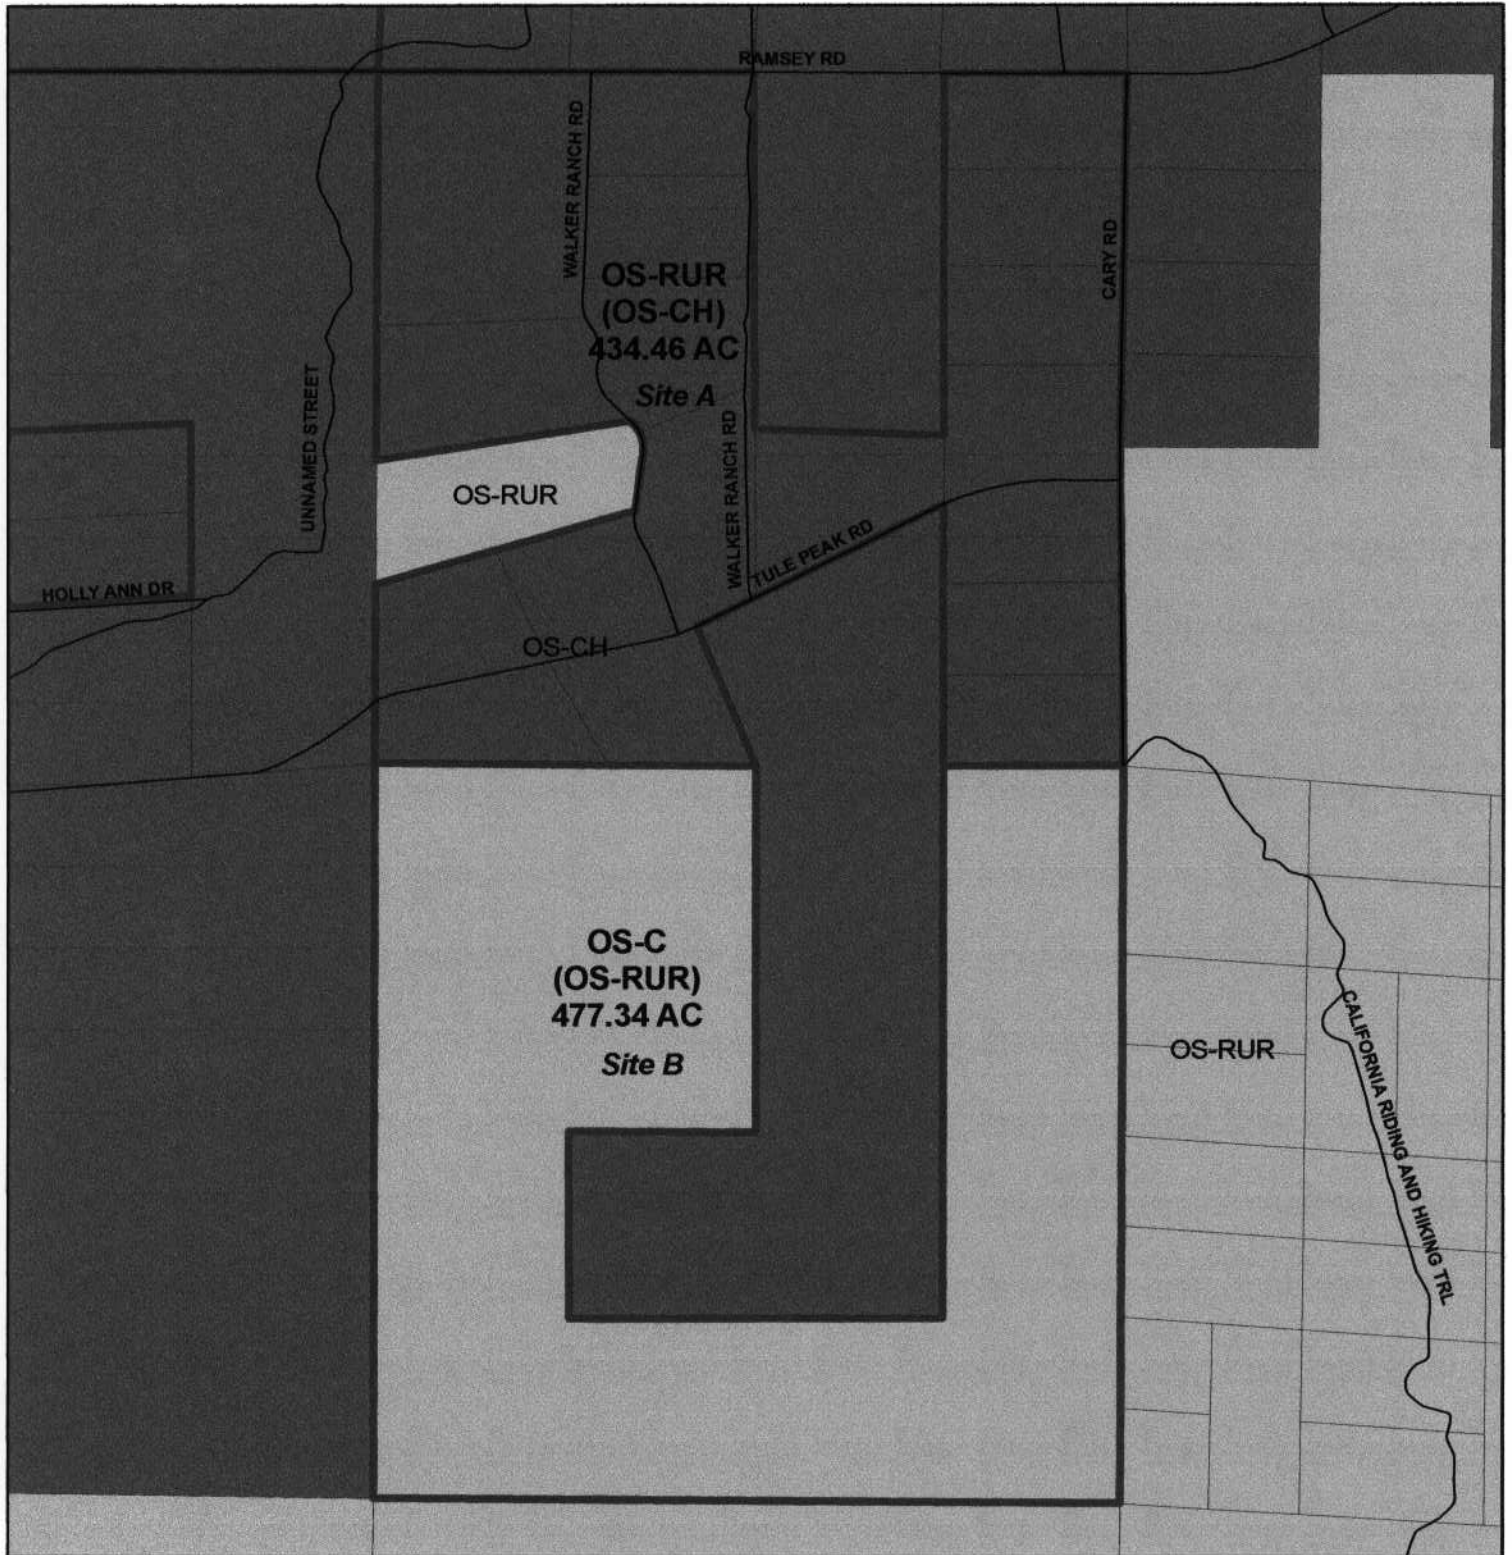 RAMSEY RD
WALKER RANCH RD
CARY RD
OS-RUR
(OS-CH)
434.46 AC
Site A
UNNAMED STREET
WALKER RANCH RD
OS-RUR
TULE PEAK RD
HOLLY ANN DR
OS-CH
OS-C
(OS-RUR)
477.34 AC
Site B
OS-RUR
CALIFORNIA RIDING AND HIKING TRL